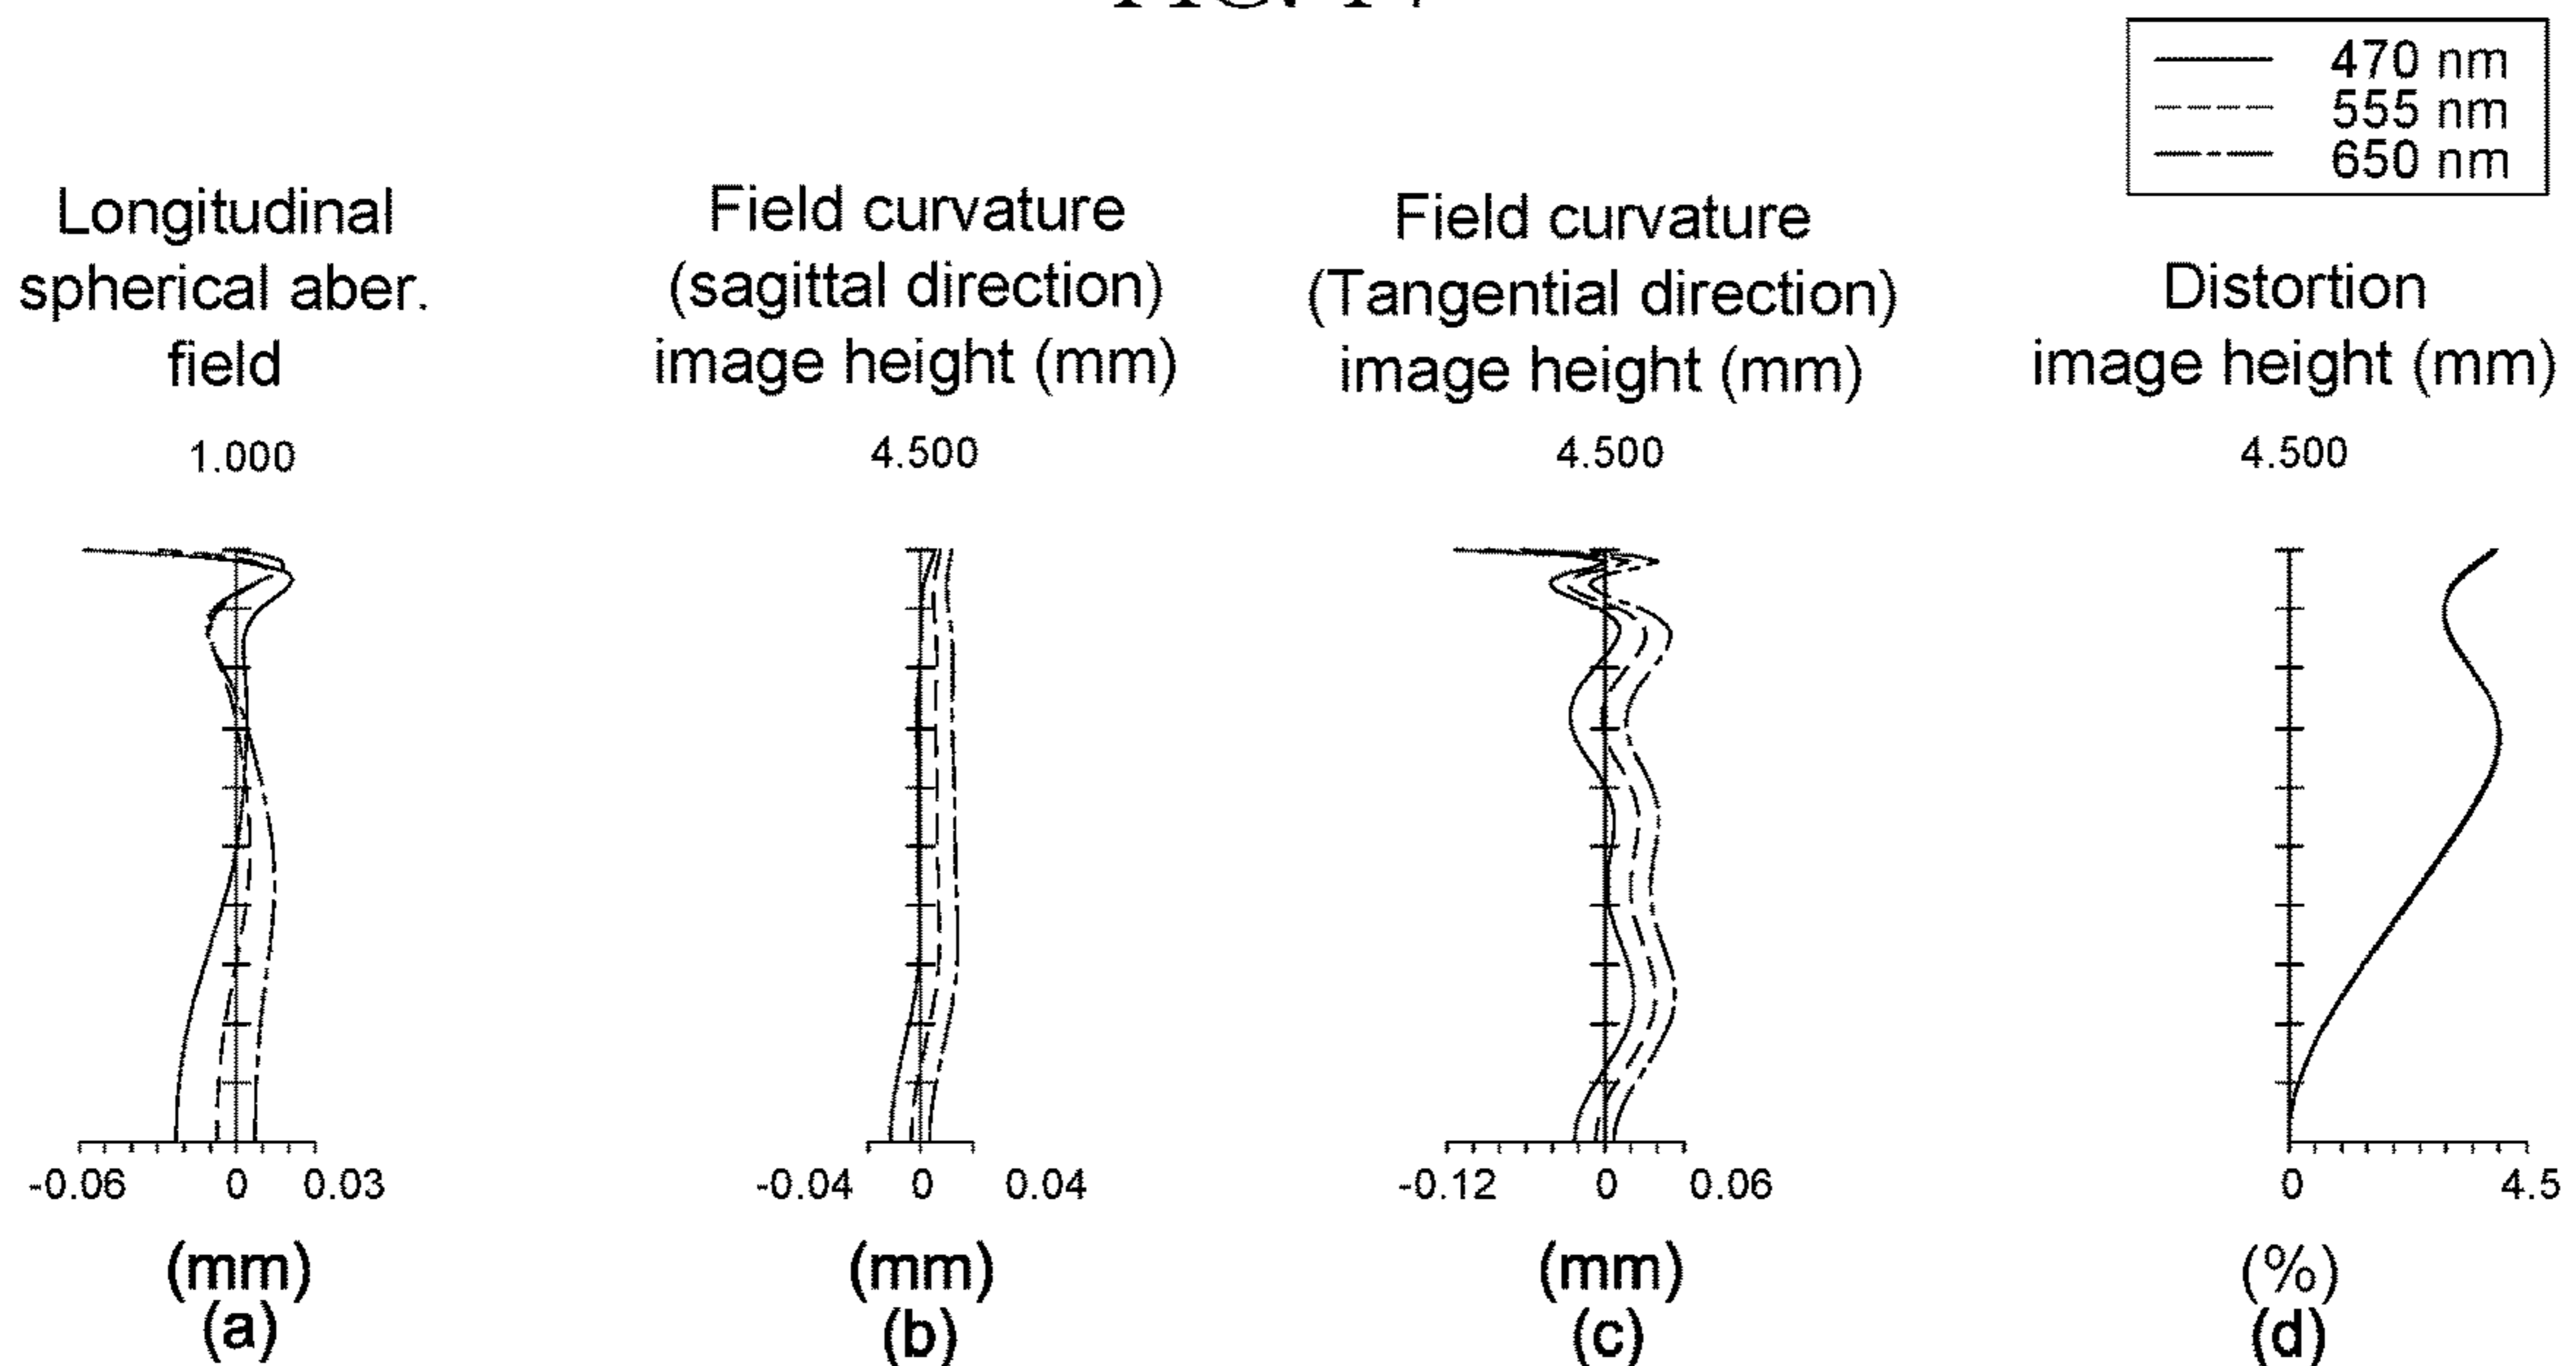 470 nm
555 nm
650 nm
Longitudinal
spherical aber.
field
1.000
-0.06 0 0.03
(mm)
(a)
Field curvature
(sagittal direction)
image height (mm)
4.500
-0.04 0 0.04
(mm)
(b)
Field curvature
(Tangential direction)
image height (mm)
4.500
-0.12 0 0.06
(mm)
(c)
Distortion
image height (mm)
4.500
0 4.5
(%)
(d)